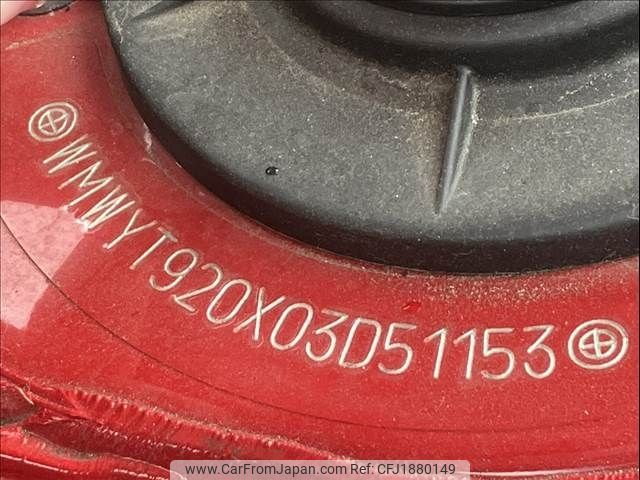 WMWYT920X03D51153
www.CarFromJapan.com Ref: CFJ1880149